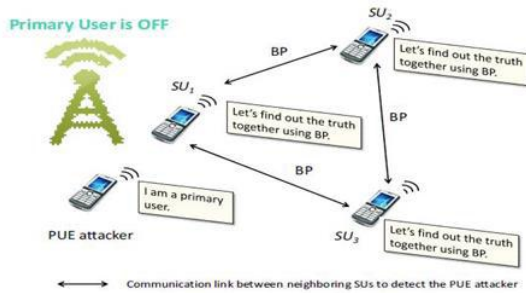 Primary User is OFF
SU2
BP
Let's find out the truth
together using BP.
SU1
Let's find out the truth
together using BP.
BP
BP
I am a primary
user.
SU3
Let's find out the truth
together using BP.
PUE attacker
Communication link between neighboring SUs to detect the PUE attacker